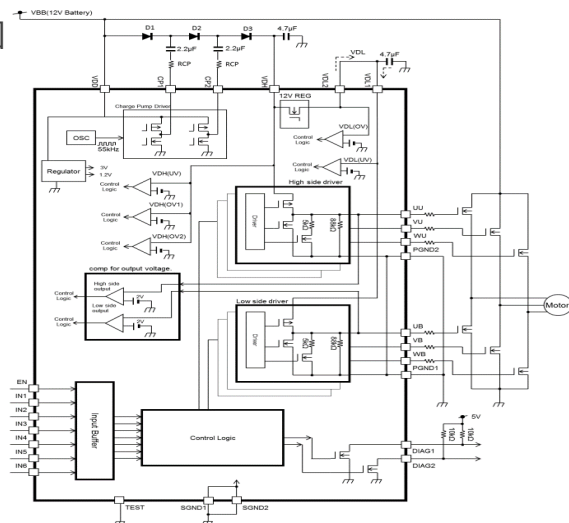 VBB(12V Battery)
D1
D2
D3
4.7μF
2.2μF
2.2μF
RCP
RCP
VDL
4.7μF
VDD
CP1
CP2
VDH
VDL2
VDL1
Charge Pump Driver
OSC
55kHz
12V REG
VDL(OV)
Control
Logic
Regulator
3V
1.2V
VDL(UV)
Control
Logic
Control
Logic
VDH(UV)
Control
Logic
VDH(OV1)
Control
Logic
VDH(OV2)
High side driver
Driver
5kΩ
88kΩ
UU
VU
WU
PGND2
comp for output voltage.
High side
output
Control
Logic
2V
Low side
output
Control
Logic
2V
Low side driver
Driver
5kΩ
88kΩ
UB
VB
WB
PGND1
Motor
EN
IN1
IN2
IN3
IN4
IN5
IN6
Input Buffer
Control Logic
5V
10kΩ
10kΩ
DIAG1
DIAG2
TEST
SGND1
SGND2